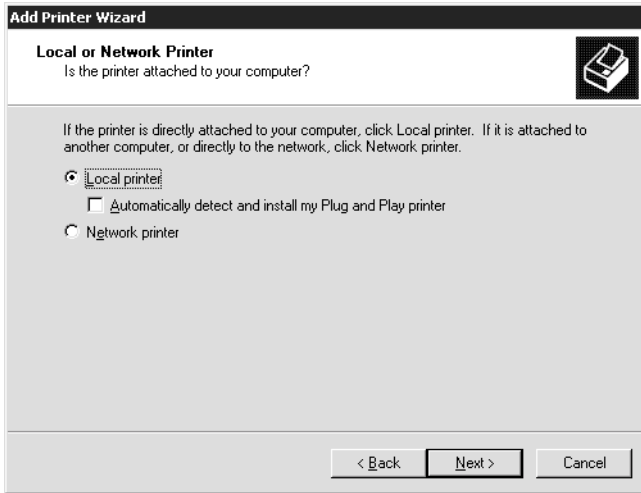 Add Printer Wizard
Local or Network Printer
Is the printer attached to your computer?
If the printer is directly attached to your computer, click Local printer. If it is attached to
another computer, or directly to the network, click Network printer.
Local printer
Automatically detect and install my Plug and Play printer
Network printer
< Back Next > Cancel